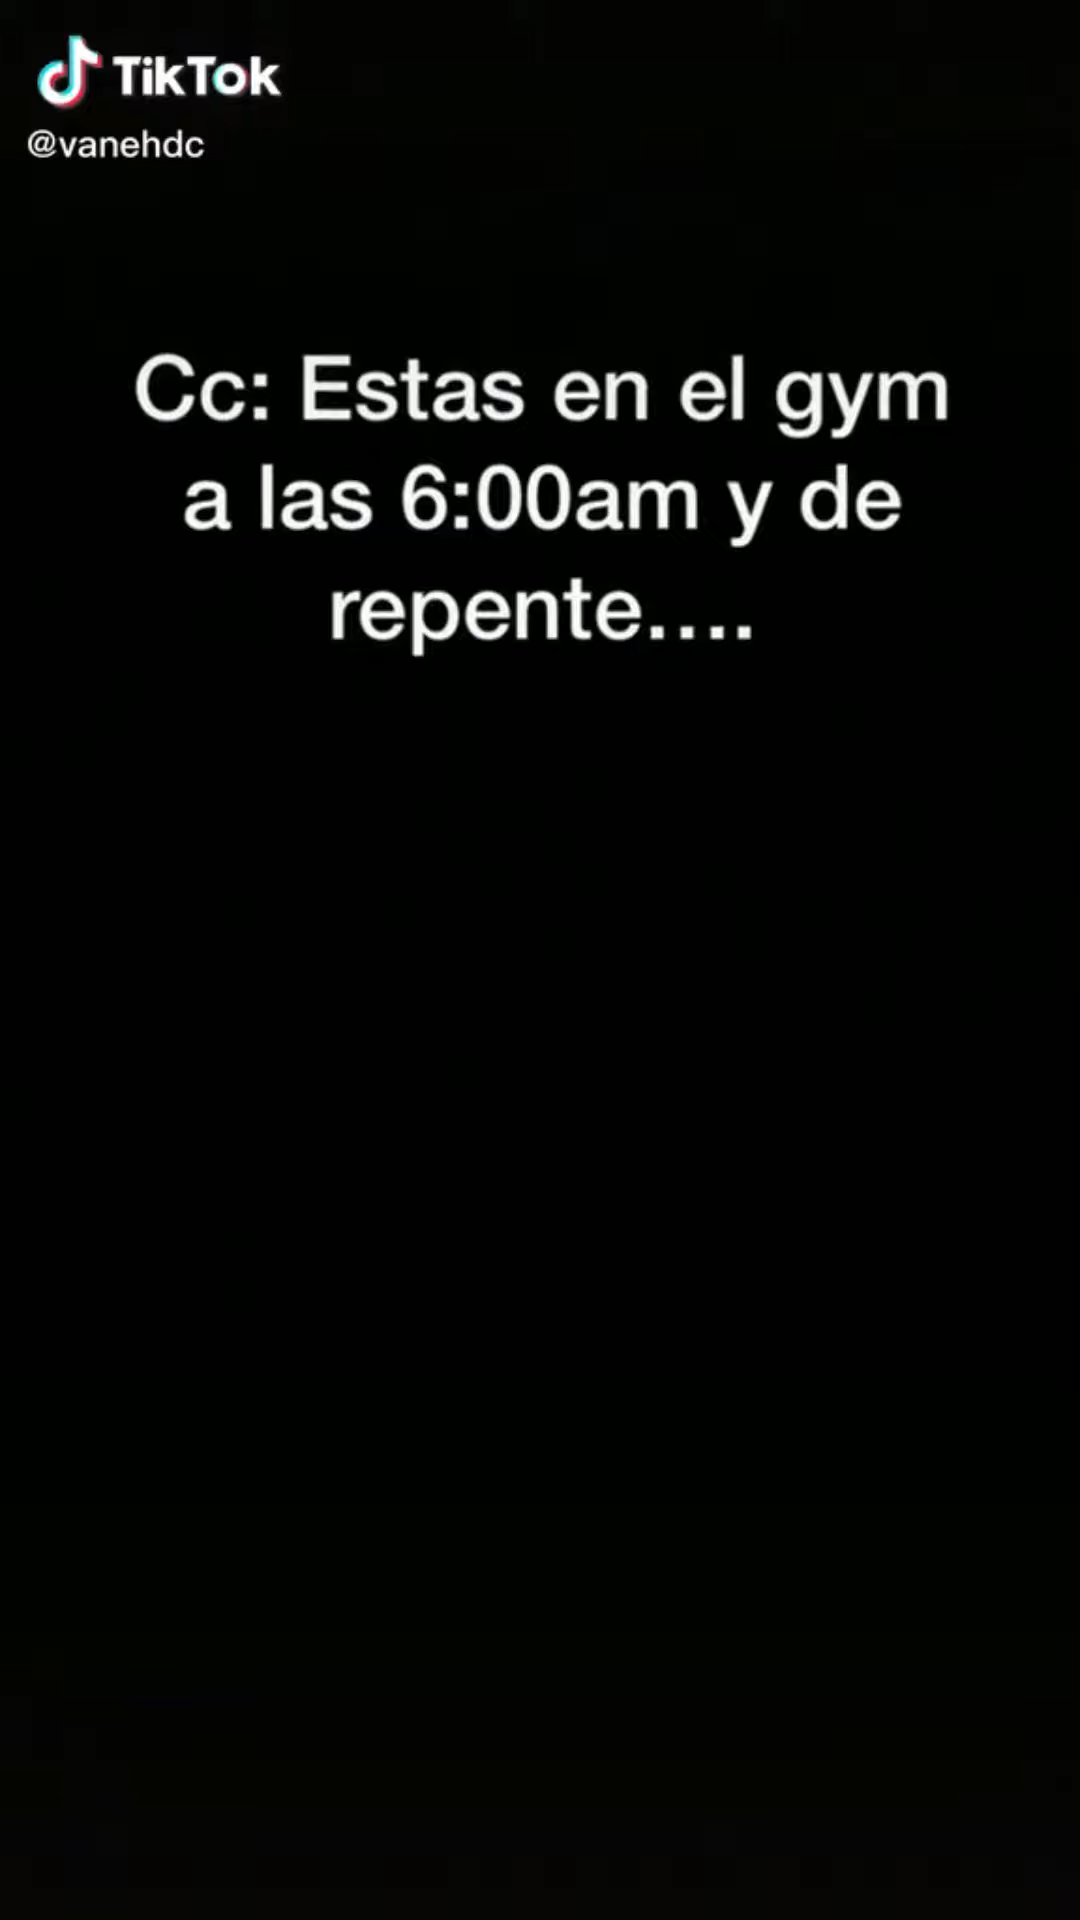 TikTok
@vanehdc
Cc: Estas en el gym
a las 6:00am y de
repente....